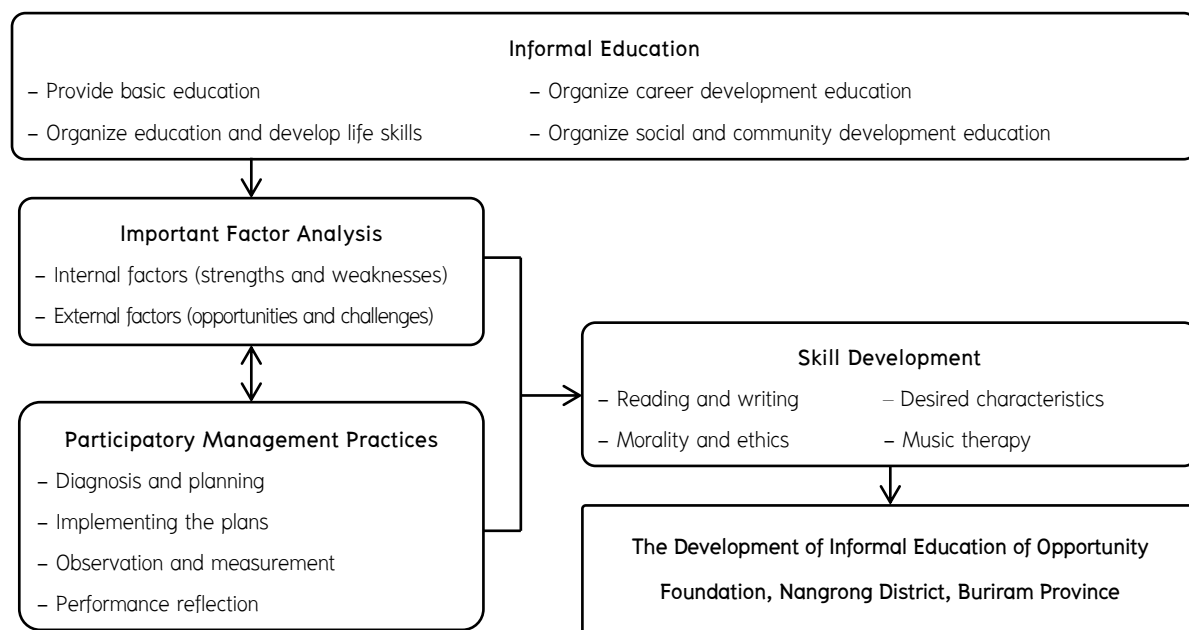 Informal Education
– Provide basic education
– Organize career development education
– Organize education and develop life skills
– Organize social and community development education
Important Factor Analysis
– Internal factors (strengths and weaknesses)
– External factors (opportunities and challenges)
Participatory Management Practices
– Diagnosis and planning
– Implementing the plans
– Observation and measurement
– Performance reflection
Skill Development
– Reading and writing
– Desired characteristics
– Morality and ethics
– Music therapy
The Development of Informal Education of Opportunity
Foundation, Nangrong District, Buriram Province